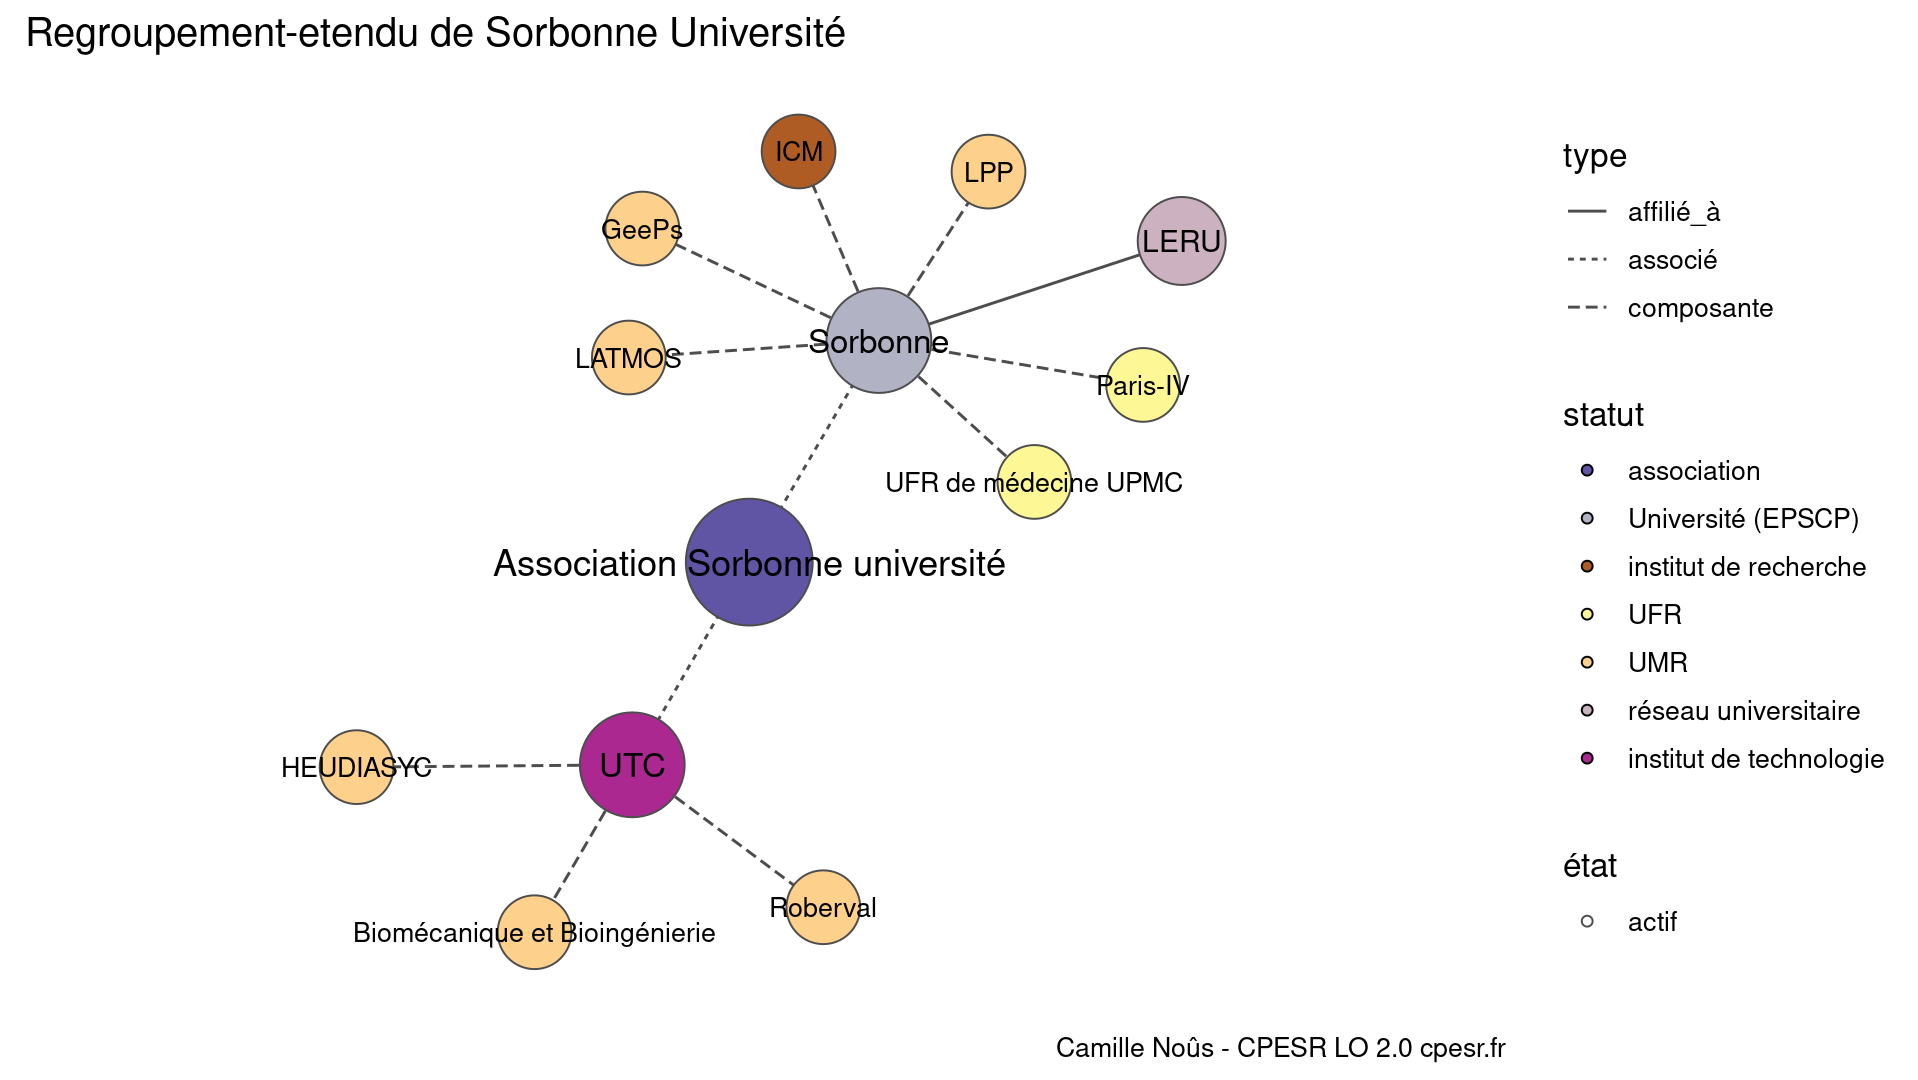 Regroupement-etendu de Sorbonne Université
ICM
LPP
GeePs
LERU
Sorbonne
LATMOS
Paris-IV
UFR de médecine UPMC
Association Sorbonne université
UTC
HEUDIASYC
Roberval
Biomécanique et Bioingénierie
type
affilié_à
associé
composante
statut
association
Université (EPSCP)
institut de recherche
UFR
UMR
réseau universitaire
institut de technologie
état
actif
Camille Noûs - CPESR LO 2.0 cpesr.fr